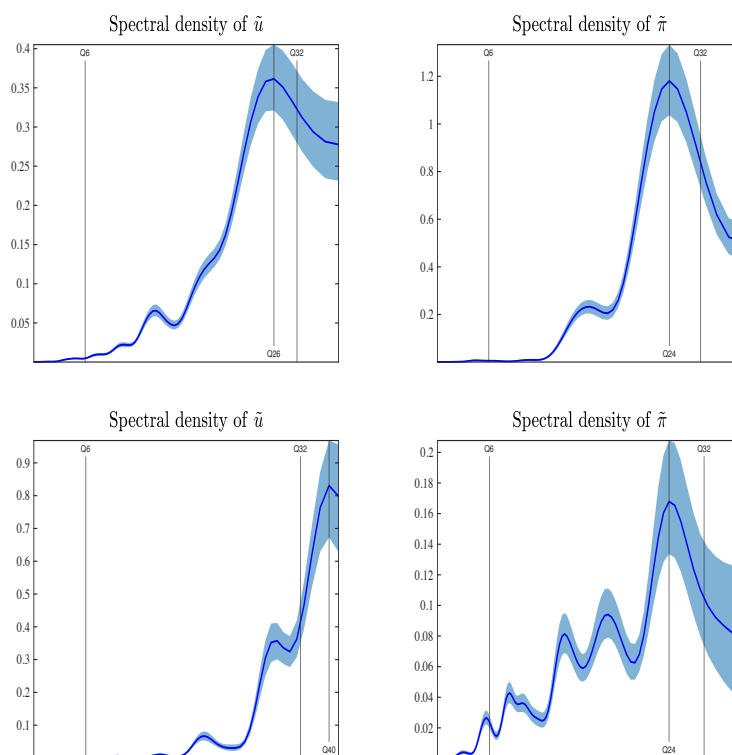 Spectral density of ũ
0.4
0.35
0.3
0.25
0.2
0.15
0.1
0.05
Q6
Q32
Q26
Spectral density of π̃
1.2
1
0.8
0.6
0.4
0.2
Q6
Q32
Q24
Spectral density of ũ
0.9
0.8
0.7
0.6
0.5
0.4
0.3
0.2
0.1
Q6
Q32
Q40
Spectral density of π̃
0.2
0.18
0.16
0.14
0.12
0.1
0.08
0.06
0.04
0.02
Q6
Q32
Q24